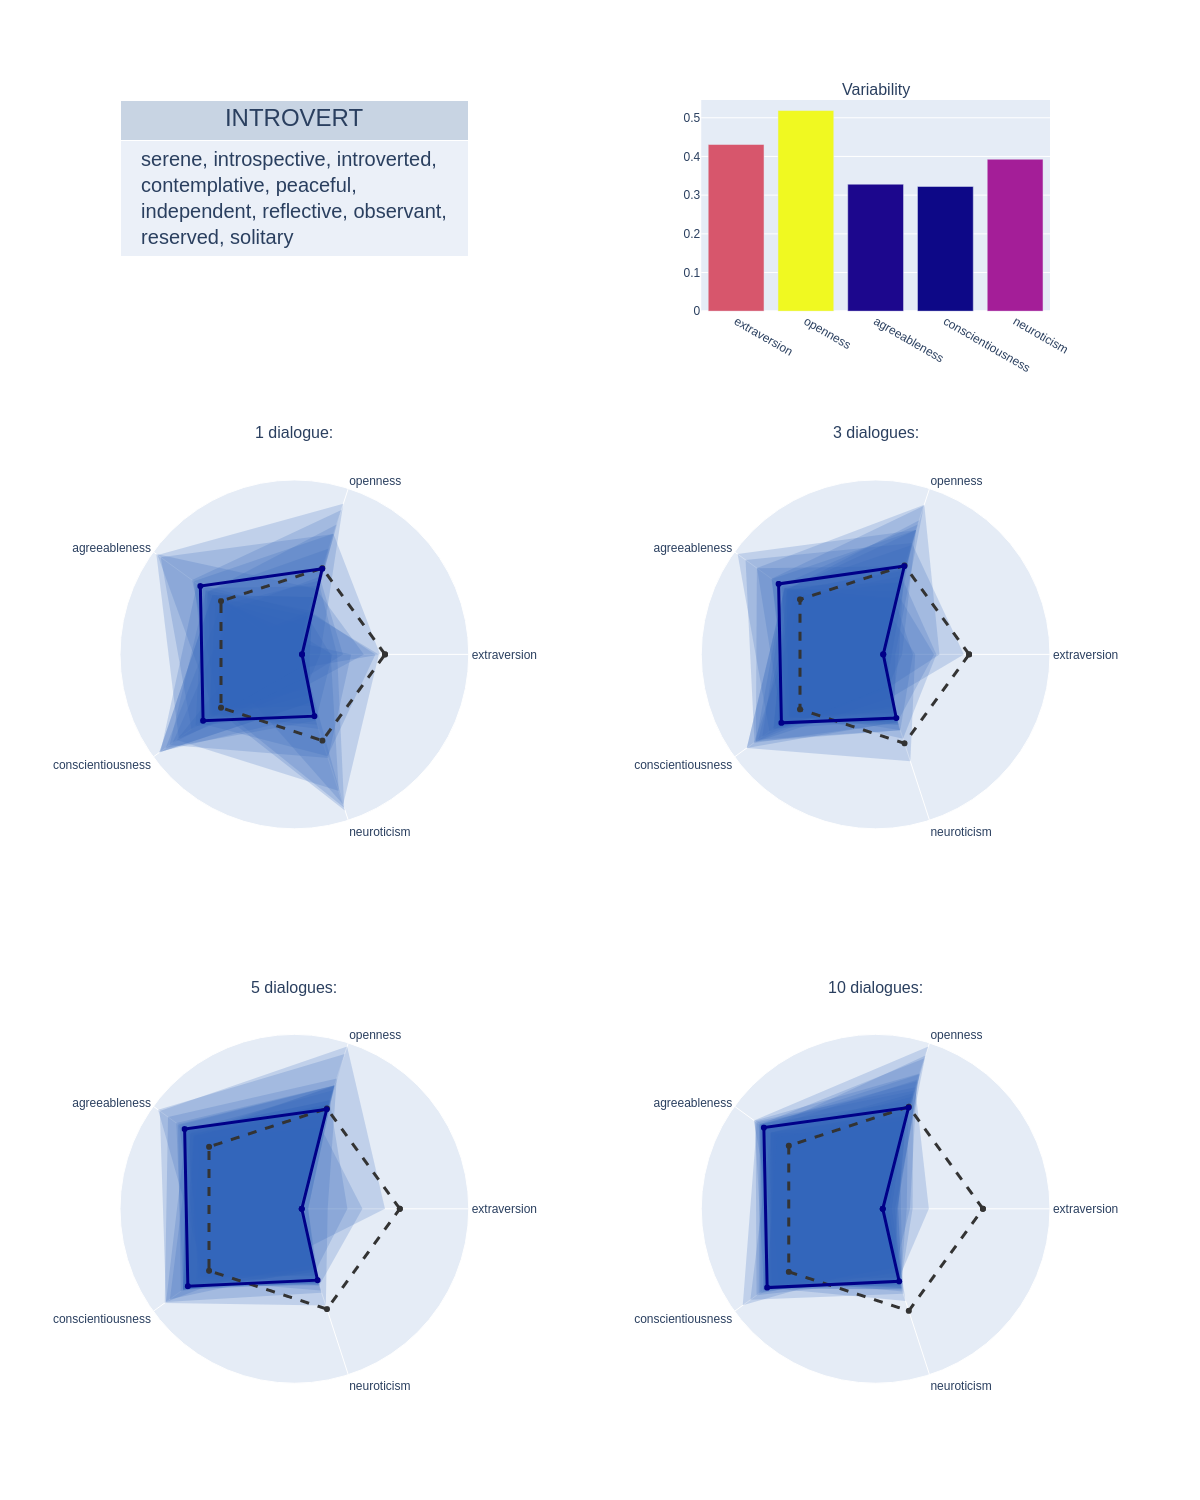 INTROVERT
serene, introspective, introverted,
contemplative, peaceful,
independent, reflective, observant,
reserved, solitary
Variability
0.5
0.4
0.3
0.2
0.1
0
extraversion
openness
agreeableness
conscientiousness
neuroticism
1 dialogue:
openness
agreeableness
extraversion
conscientiousness
neuroticism
3 dialogues:
openness
agreeableness
extraversion
conscientiousness
neuroticism
5 dialogues:
openness
agreeableness
extraversion
conscientiousness
neuroticism
10 dialogues:
openness
agreeableness
extraversion
conscientiousness
neuroticism